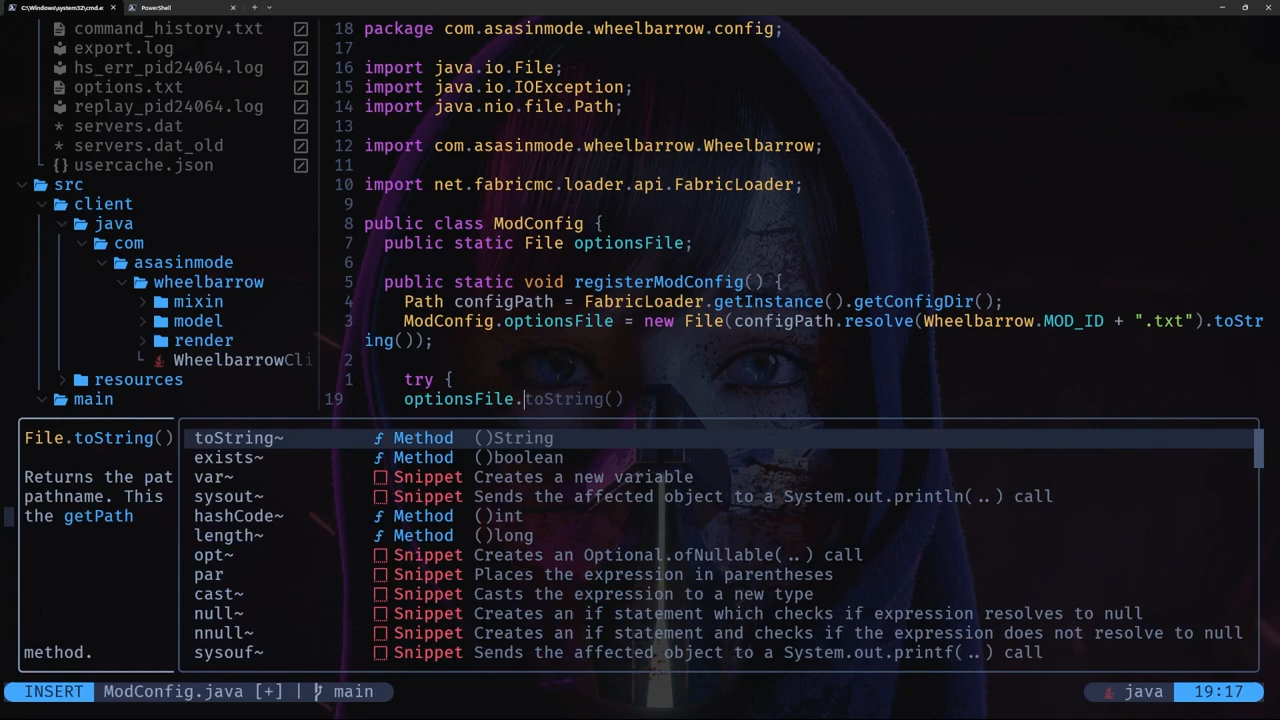 C:\Windows\system32\cmd.e:
PowerShell
command_history.txt
export.log
hs_err_pid24064.log
options.txt
replay_pid24064.log
servers.dat
servers.dat_old
{} usercache.json
src
client
java
com
asasinmode
wheelbarrow
mixin
model
render
WheelbarrowCli
resources
main
18 package com.asasinmode.wheelbarrow.config;
17
16 import java.io.File;
15 import java.io.IOException;
14 import java.nio.file.Path;
13
12 import com.asasinmode.wheelbarrow.Wheelbarrow;
11
10 import net.fabricmc.loader.api.FabricLoader;
9
8 public class ModConfig {
7 public static File optionsFile;
6
5 public static void registerModConfig() {
4 Path configPath = FabricLoader.getInstance().getConfigDir();
3 ModConfig.optionsFile = new File(configPath.resolve(Wheelbarrow.MOD_ID + ".txt").toStr
ing());
2
1 try {
19 optionsFile.toString()
File.toString()
Returns the pat
pathname. This
the getPath
method.
toString~ ƒ Method ()String
exists~ ƒ Method ()boolean
var~ Snippet Creates a new variable
sysout~ Snippet Sends the affected object to a System.out.println(..) call
hashCode~ ƒ Method ()int
length~ ƒ Method ()long
opt~ Snippet Creates an Optional.ofNullable(..) call
par Snippet Places the expression in parentheses
cast~ Snippet Casts the expression to a new type
null~ Snippet Creates an if statement which checks if expression resolves to null
nnull~ Snippet Creates an if statement and checks if the expression does not resolve to null
sysouf~ Snippet Sends the affected object to a System.out.printf(..) call
INSERT ModConfig.java [+] | main
java 19:17